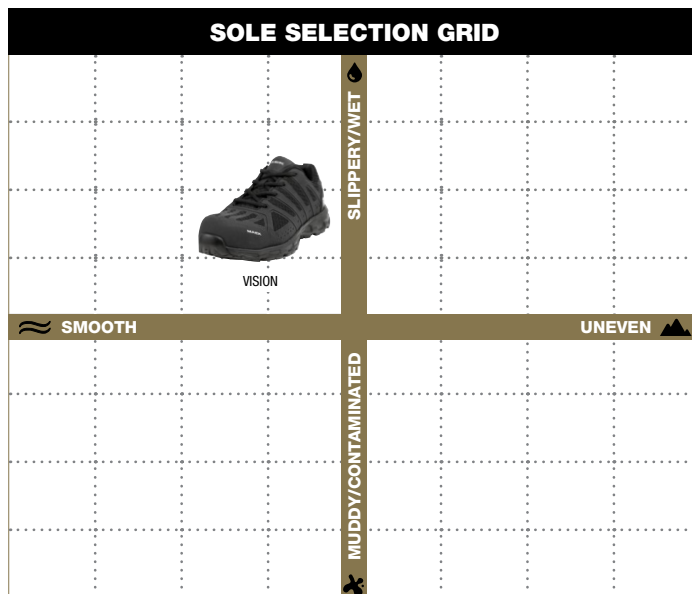 SOLE SELECTION GRID
SLIPPERY/WET
VISION
SMOOTH
UNEVEN
MUDDY/CONTAMINATED